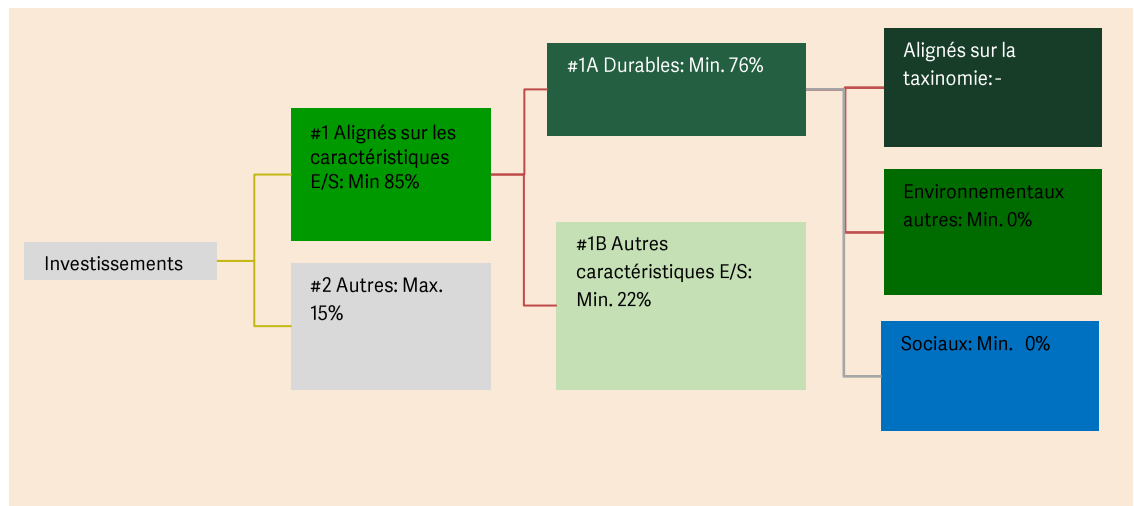 Investissements
#1 Alignés sur les
caractéristiques
E/S: Min 85%
#2 Autres: Max.
15%
#1A Durables: Min. 76%
#1B Autres
caractéristiques E/S:
Min. 22%
Alignés sur la
taxinomie:-
Environnementaux
autres: Min. 0%
Sociaux: Min. 0%